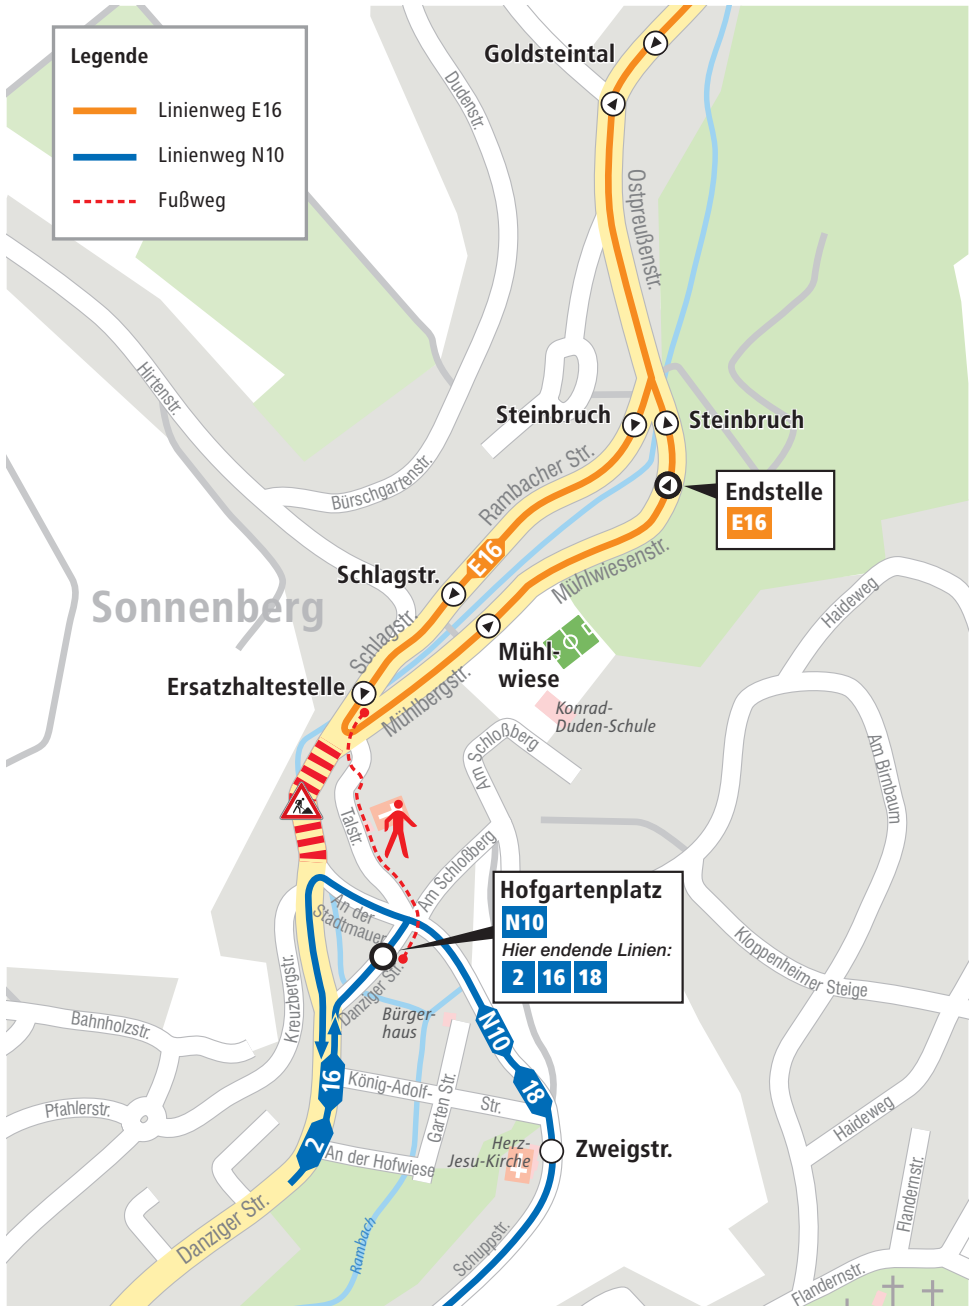 Legende
Linienweg E16
Linienweg N10
Fußweg
Goldsteintal
Dudenstr.
Ostpreußenstr.
Hirtenstr.
Bürschgartenstr.
Steinbruch
Steinbruch
Rambacher Str.
Endstelle
E16
E16
Schlagstr.
Mühlwiesenstr.
Haideweg
Sonnenberg
Schlagstr.
Mühl-
wiese
Ersatzhaltestelle
Mühlbergstr.
Konrad-
Duden-Schule
Am Schloßberg
Am Birnbaum
Talstr.
Am Schloßberg
Hofgartenplatz
N10
Hier endende Linien:
2 16 18
An der
Stadtmauer
Kloppenheimer Steige
Kreuzbergstr.
Danziger Str.
Bürger-
haus
Bahnholzstr.
N10
16
18
König-Adolf-
Str.
Garten Str.
Pfahlerstr.
Haideweg
2
An der Hofwiese
Herz-
Jesu-Kirche
Zweigstr.
Flandernstr.
Danziger Str.
Rambach
Schuppstr.
Flandernstr.